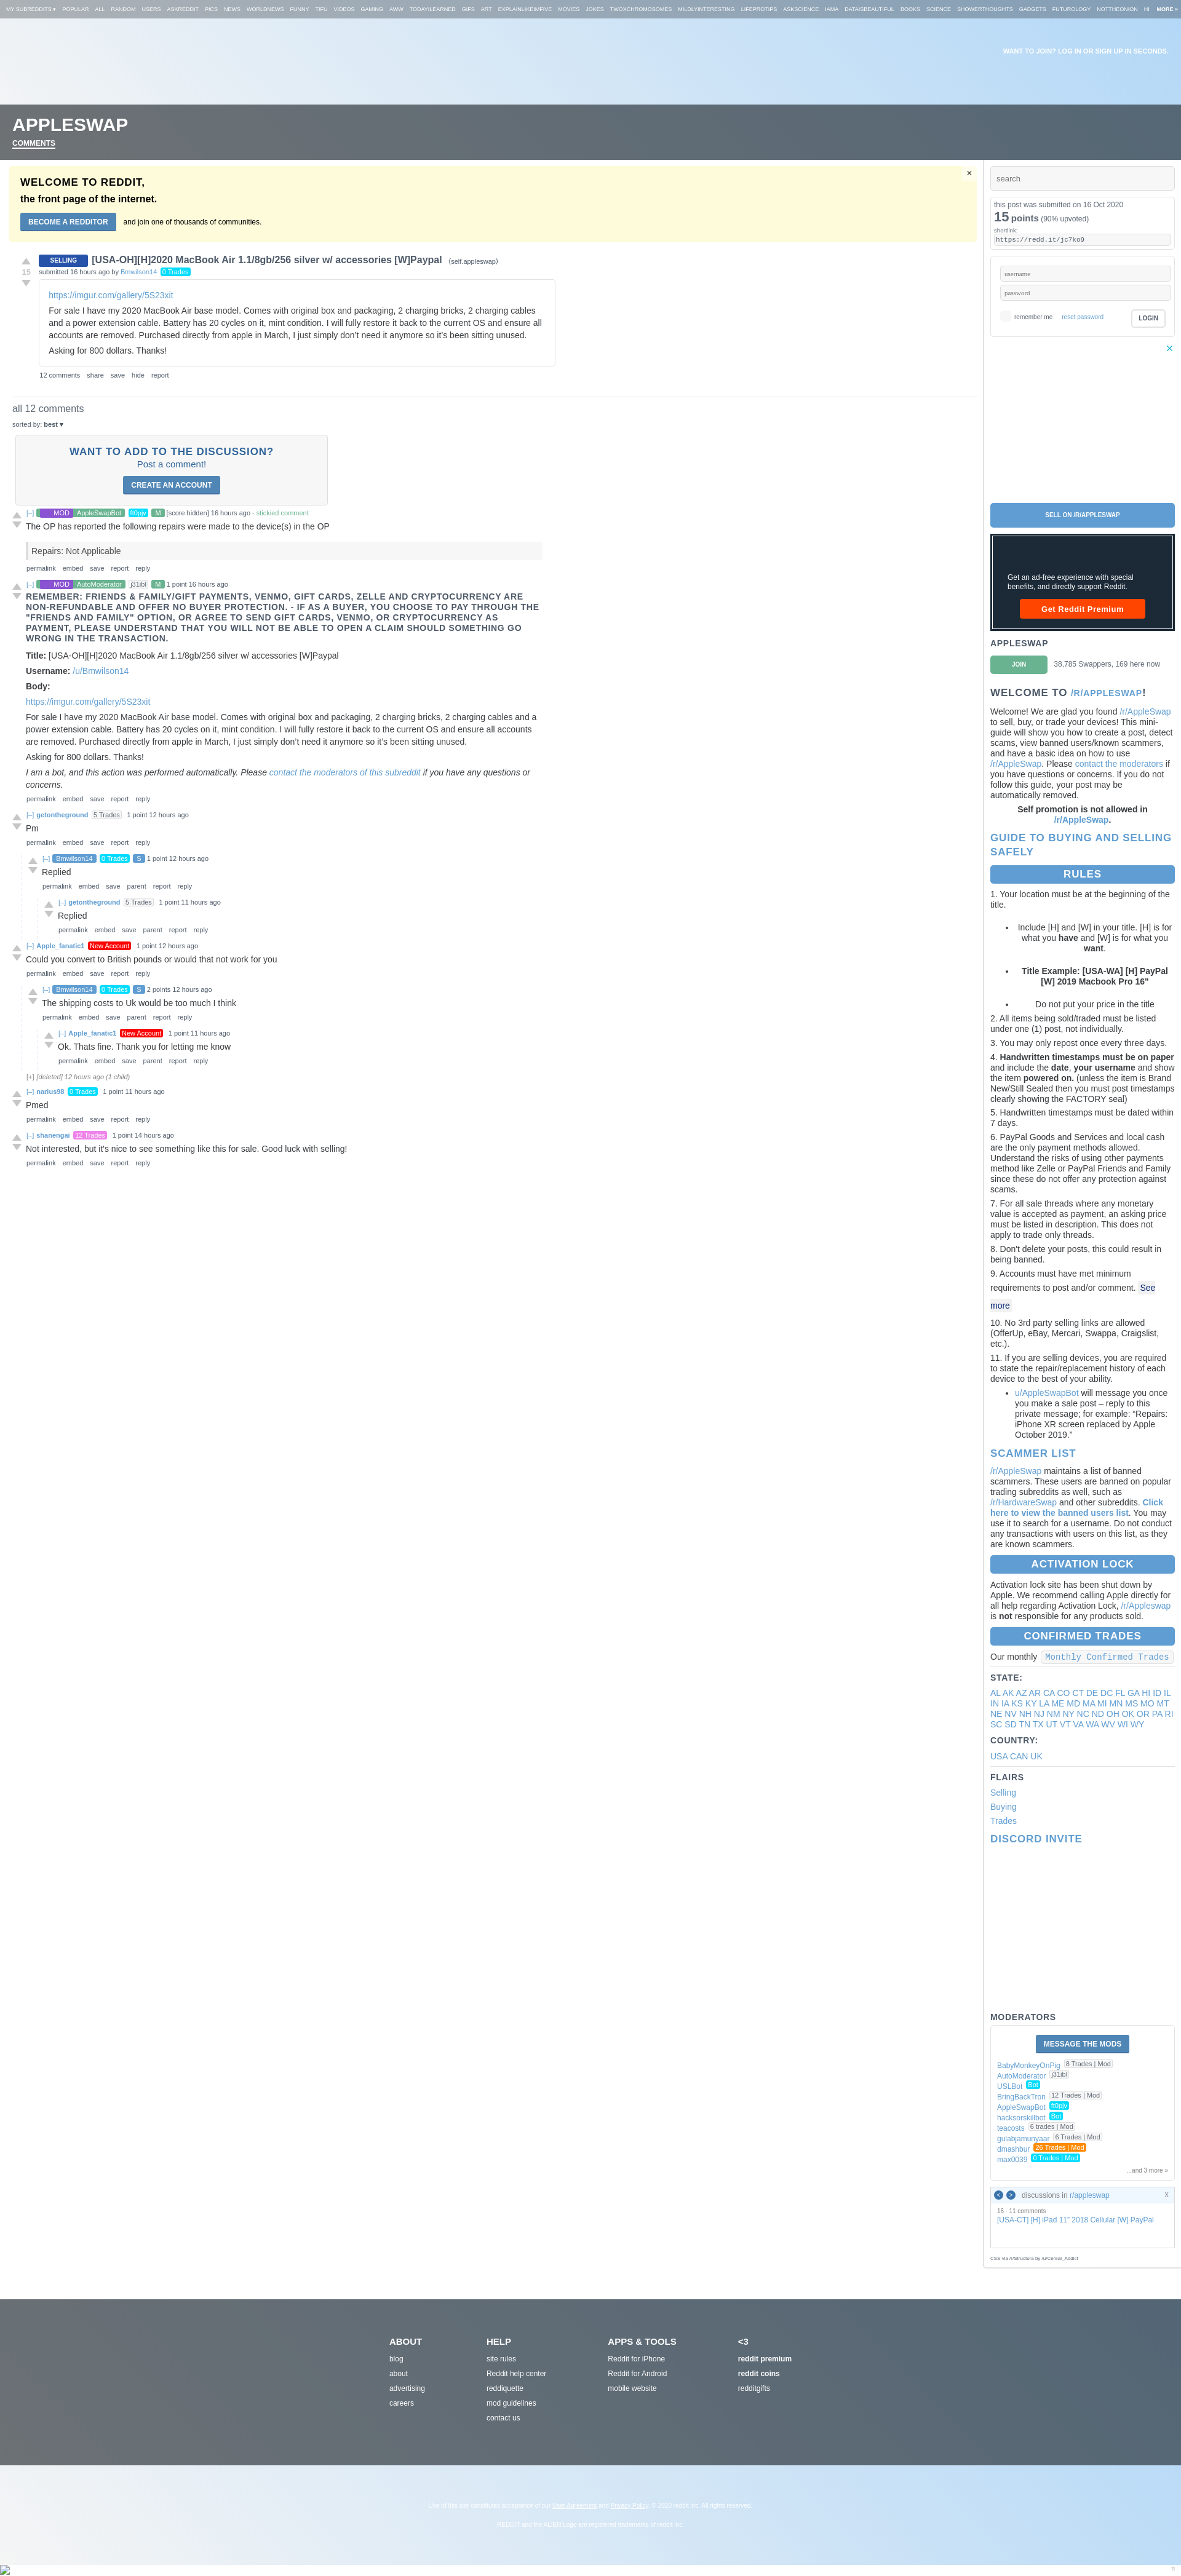 MY SUBREDDITS ▾ POPULAR ALL RANDOM USERS ASKREDDIT PICS NEWS WORLDNEWS FUNNY TIFU VIDEOS GAMING AWW TODAYILEARNED GIFS ART EXPLAINLIKEIMFIVE MOVIES JOKES TWOXCHROMOSOMES MILDLYINTERESTING LIFEPROTIPS ASKSCIENCE IAMA DATAISBEAUTIFUL BOOKS SCIENCE SHOWERTHOUGHTS GADGETS FUTUROLOGY NOTTHEONION HI MORE »
WANT TO JOIN? LOG IN OR SIGN UP IN SECONDS.
APPLESWAP
COMMENTS
WELCOME TO REDDIT,
the front page of the internet.
BECOME A REDDITOR and join one of thousands of communities.
×
15
SELLING [USA-OH][H]2020 MacBook Air 1.1/8gb/256 silver w/ accessories [W]Paypal (self.appleswap)
submitted 16 hours ago by Bmwilson14 0 Trades
https://imgur.com/gallery/5S23xit
For sale I have my 2020 MacBook Air base model. Comes with original box and packaging, 2 charging bricks, 2 charging cables
and a power extension cable. Battery has 20 cycles on it, mint condition. I will fully restore it back to the current OS and ensure all
accounts are removed. Purchased directly from apple in March, I just simply don't need it anymore so it's been sitting unused.
Asking for 800 dollars. Thanks!
12 comments share save hide report
all 12 comments
sorted by: best ▾
WANT TO ADD TO THE DISCUSSION?
Post a comment!
CREATE AN ACCOUNT
[–] MOD AppleSwapBot ft0pjv M [score hidden] 16 hours ago - stickied comment
The OP has reported the following repairs were made to the device(s) in the OP
Repairs: Not Applicable
permalink embed save report reply
[–] MOD AutoModerator j31ibl M 1 point 16 hours ago
REMEMBER: FRIENDS & FAMILY/GIFT PAYMENTS, VENMO, GIFT CARDS, ZELLE AND CRYPTOCURRENCY ARE
NON-REFUNDABLE AND OFFER NO BUYER PROTECTION. - IF AS A BUYER, YOU CHOOSE TO PAY THROUGH THE
"FRIENDS AND FAMILY" OPTION, OR AGREE TO SEND GIFT CARDS, VENMO, OR CRYPTOCURRENCY AS
PAYMENT, PLEASE UNDERSTAND THAT YOU WILL NOT BE ABLE TO OPEN A CLAIM SHOULD SOMETHING GO
WRONG IN THE TRANSACTION.
Title: [USA-OH][H]2020 MacBook Air 1.1/8gb/256 silver w/ accessories [W]Paypal
Username: /u/Bmwilson14
Body:
https://imgur.com/gallery/5S23xit
For sale I have my 2020 MacBook Air base model. Comes with original box and packaging, 2 charging bricks, 2 charging cables and a
power extension cable. Battery has 20 cycles on it, mint condition. I will fully restore it back to the current OS and ensure all accounts
are removed. Purchased directly from apple in March, I just simply don't need it anymore so it's been sitting unused.
Asking for 800 dollars. Thanks!
I am a bot, and this action was performed automatically. Please contact the moderators of this subreddit if you have any questions or
concerns.
permalink embed save report reply
[–] getontheground 5 Trades 1 point 12 hours ago
Pm
permalink embed save report reply
[–] Bmwilson14 0 Trades S 1 point 12 hours ago
Replied
permalink embed save parent report reply
[–] getontheground 5 Trades 1 point 11 hours ago
Replied
permalink embed save parent report reply
[–] Apple_fanatic1 New Account 1 point 12 hours ago
Could you convert to British pounds or would that not work for you
permalink embed save report reply
[–] Bmwilson14 0 Trades S 2 points 12 hours ago
The shipping costs to Uk would be too much I think
permalink embed save parent report reply
[–] Apple_fanatic1 New Account 1 point 11 hours ago
Ok. Thats fine. Thank you for letting me know
permalink embed save parent report reply
[+] [deleted] 12 hours ago (1 child)
[–] narius98 0 Trades 1 point 11 hours ago
Pmed
permalink embed save report reply
[–] shanengai 12 Trades 1 point 14 hours ago
Not interested, but it's nice to see something like this for sale. Good luck with selling!
permalink embed save report reply
search
this post was submitted on 16 Oct 2020
15 points (90% upvoted)
shortlink:
https://redd.it/jc7ko9
username
password
remember me reset password LOGIN
✕
SELL ON /R/APPLESWAP
Get an ad-free experience with special
benefits, and directly support Reddit.
Get Reddit Premium
APPLESWAP
JOIN 38,785 Swappers, 169 here now
WELCOME TO /R/APPLESWAP!
Welcome! We are glad you found /r/AppleSwap
to sell, buy, or trade your devices! This mini-
guide will show you how to create a post, detect
scams, view banned users/known scammers,
and have a basic idea on how to use
/r/AppleSwap. Please contact the moderators if
you have questions or concerns. If you do not
follow this guide, your post may be
automatically removed.
Self promotion is not allowed in
/r/AppleSwap.
GUIDE TO BUYING AND SELLING
SAFELY
RULES
1. Your location must be at the beginning of the
title.
• Include [H] and [W] in your title. [H] is for
what you have and [W] is for what you
want.
• Title Example: [USA-WA] [H] PayPal
[W] 2019 Macbook Pro 16"
• Do not put your price in the title
2. All items being sold/traded must be listed
under one (1) post, not individually.
3. You may only repost once every three days.
4. Handwritten timestamps must be on paper
and include the date, your username and show
the item powered on. (unless the item is Brand
New/Still Sealed then you must post timestamps
clearly showing the FACTORY seal)
5. Handwritten timestamps must be dated within
7 days.
6. PayPal Goods and Services and local cash
are the only payment methods allowed.
Understand the risks of using other payments
method like Zelle or PayPal Friends and Family
since these do not offer any protection against
scams.
7. For all sale threads where any monetary
value is accepted as payment, an asking price
must be listed in description. This does not
apply to trade only threads.
8. Don't delete your posts, this could result in
being banned.
9. Accounts must have met minimum
requirements to post and/or comment. See
more
10. No 3rd party selling links are allowed
(OfferUp, eBay, Mercari, Swappa, Craigslist,
etc.).
11. If you are selling devices, you are required
to state the repair/replacement history of each
device to the best of your ability.
• u/AppleSwapBot will message you once
you make a sale post – reply to this
private message; for example: "Repairs:
iPhone XR screen replaced by Apple
October 2019."
SCAMMER LIST
/r/AppleSwap maintains a list of banned
scammers. These users are banned on popular
trading subreddits as well, such as
/r/HardwareSwap and other subreddits. Click
here to view the banned users list. You may
use it to search for a username. Do not conduct
any transactions with users on this list, as they
are known scammers.
ACTIVATION LOCK
Activation lock site has been shut down by
Apple. We recommend calling Apple directly for
all help regarding Activation Lock, /r/Appleswap
is not responsible for any products sold.
CONFIRMED TRADES
Our monthly Monthly Confirmed Trades
STATE:
AL AK AZ AR CA CO CT DE DC FL GA HI ID IL
IN IA KS KY LA ME MD MA MI MN MS MO MT
NE NV NH NJ NM NY NC ND OH OK OR PA RI
SC SD TN TX UT VT VA WA WV WI WY
COUNTRY:
USA CAN UK
FLAIRS
Selling
Buying
Trades
DISCORD INVITE
MODERATORS
MESSAGE THE MODS
BabyMonkeyOnPig 8 Trades | Mod
AutoModerator j31ibl
USLBot Bot
BringBackTron 12 Trades | Mod
AppleSwapBot ft0pjv
hacksorskillbot Bot
teacosts 6 trades | Mod
gulabjamunyaar 6 Trades | Mod
dmashbur 26 Trades | Mod
max0039 0 Trades | Mod
...and 3 more »
< > discussions in r/appleswap X
16 · 11 comments
[USA-CT] [H] iPad 11" 2018 Cellular [W] PayPal
CSS via /r/Structura by /u/Cereal_Addict
ABOUT
blog
about
advertising
careers
HELP
site rules
Reddit help center
reddiquette
mod guidelines
contact us
APPS & TOOLS
Reddit for iPhone
Reddit for Android
mobile website
<3
reddit premium
reddit coins
redditgifts
Use of this site constitutes acceptance of our User Agreement and Privacy Policy. © 2020 reddit inc. All rights reserved.
REDDIT and the ALIEN Logo are registered trademarks of reddit inc.
π